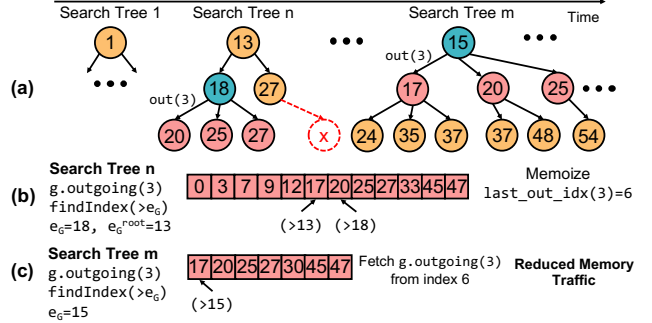 Search Tree 1 Search Tree n Search Tree m Time
1 13 15
(a) 18 27 17 20 25
out(3) out(3)
20 25 27 x 24 35 37 37 48 54
Search Tree n
(b) g.outgoing(3)
findIndex(>eG)
eG=18, eGroot=13
0 3 7 9 12 17 20 25 27 33 45 47
(>13) (>18)
Memoize
last_out_idx(3)=6
Search Tree m
(c) g.outgoing(3)
findIndex(>eG)
eG=15
17 20 25 27 30 45 47
(>15)
Fetch g.outgoing(3)
from index 6
Reduced Memory
Traffic